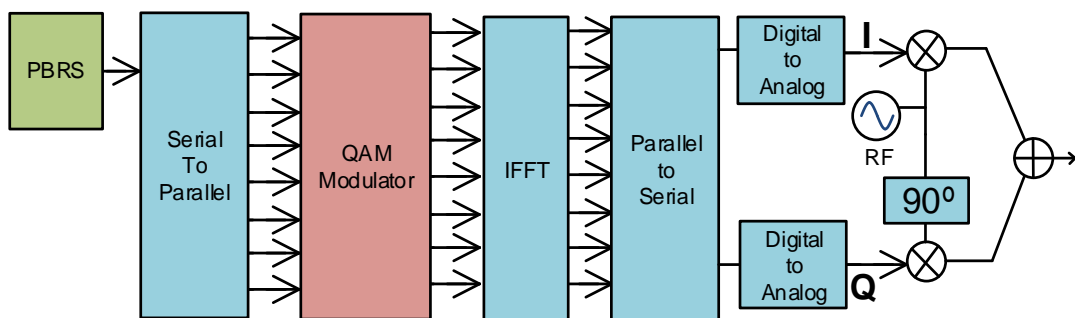 PBRS
Serial
To
Parallel
QAM
Modulator
IFFT
Parallel
to
Serial
Digital
to
Analog
I
RF
90º
Digital
to
Analog
Q